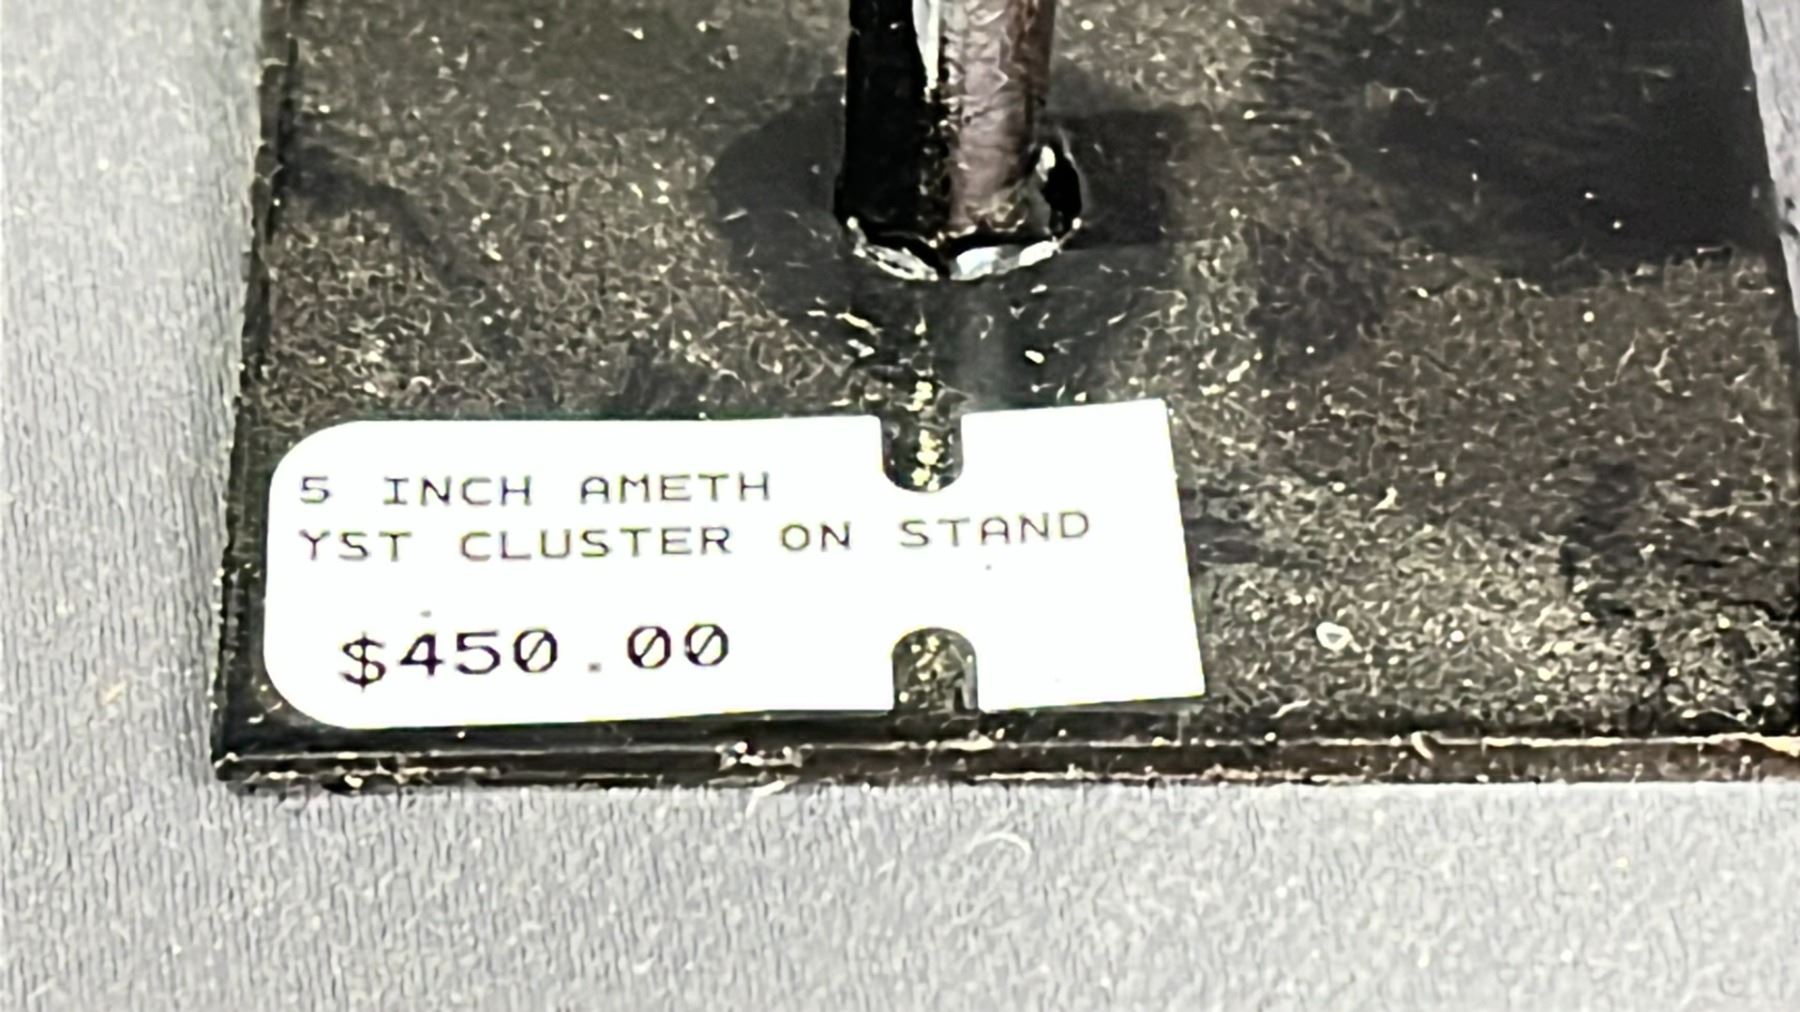 5 INCH AMETH
YST CLUSTER ON STAND
$450.00